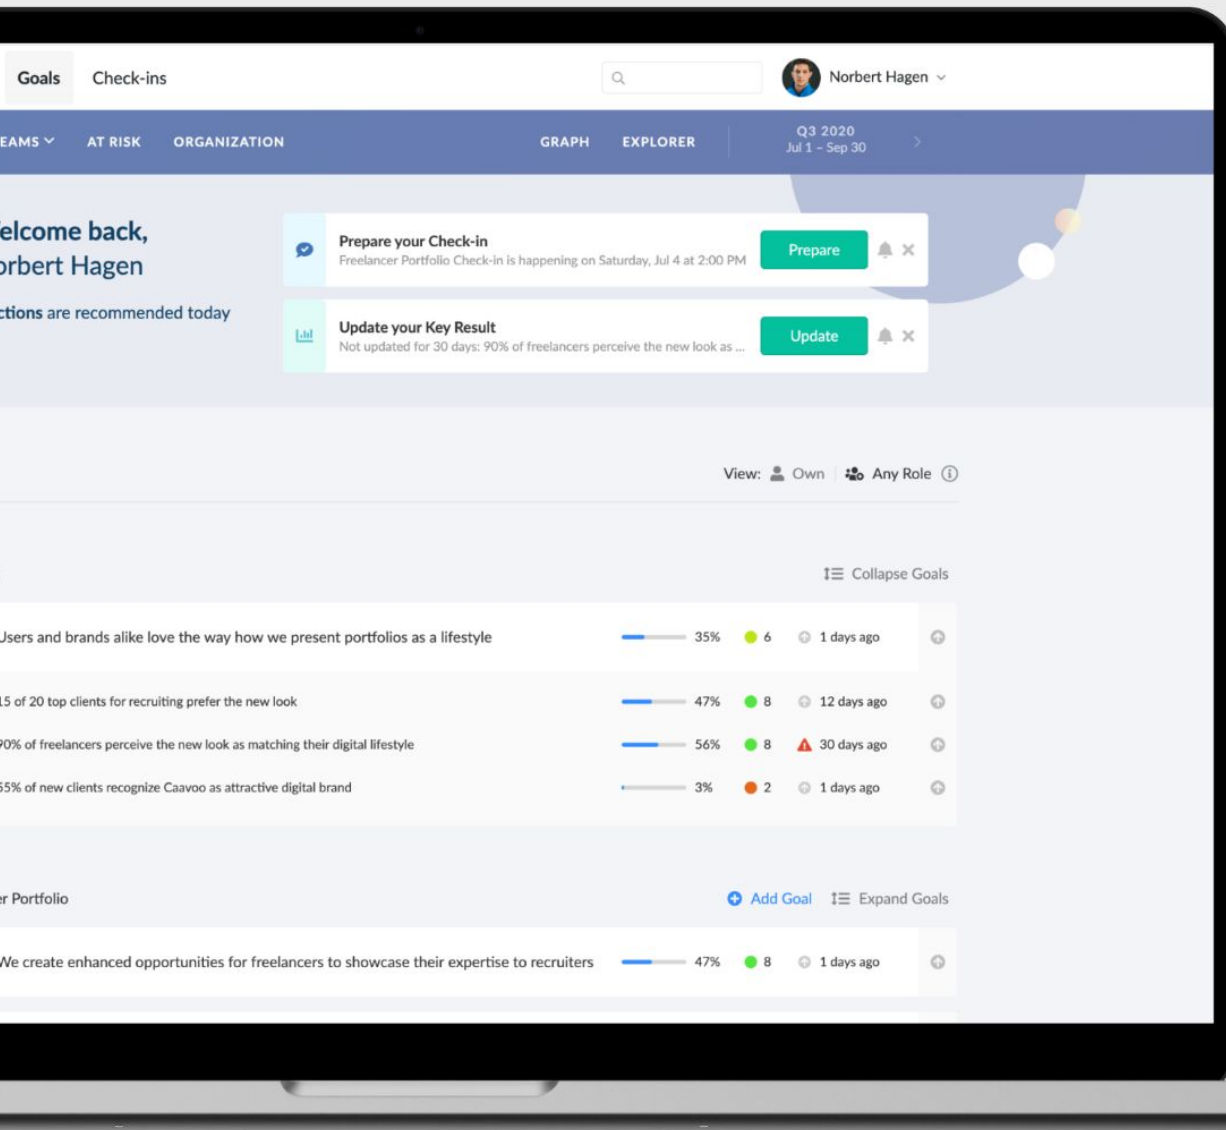 Goals
Check-ins
Norbert Hagen
EAMS
AT RISK
ORGANIZATION
GRAPH
EXPLORER
Q3 2020
Jul 1 – Sep 30
elcome back,
orbert Hagen
ctions are recommended today
Prepare your Check-in
Freelancer Portfolio Check-in is happening on Saturday, Jul 4 at 2:00 PM
Prepare
Update your Key Result
Not updated for 30 days: 90% of freelancers perceive the new look as ...
Update
View: Own Any Role
Collapse Goals
Users and brands alike love the way how we present portfolios as a lifestyle 35% 6 1 days ago
15 of 20 top clients for recruiting prefer the new look 47% 8 12 days ago
90% of freelancers perceive the new look as matching their digital lifestyle 56% 8 30 days ago
55% of new clients recognize Caavoo as attractive digital brand 3% 2 1 days ago
er Portfolio
Add Goal
Expand Goals
We create enhanced opportunities for freelancers to showcase their expertise to recruiters 47% 8 1 days ago